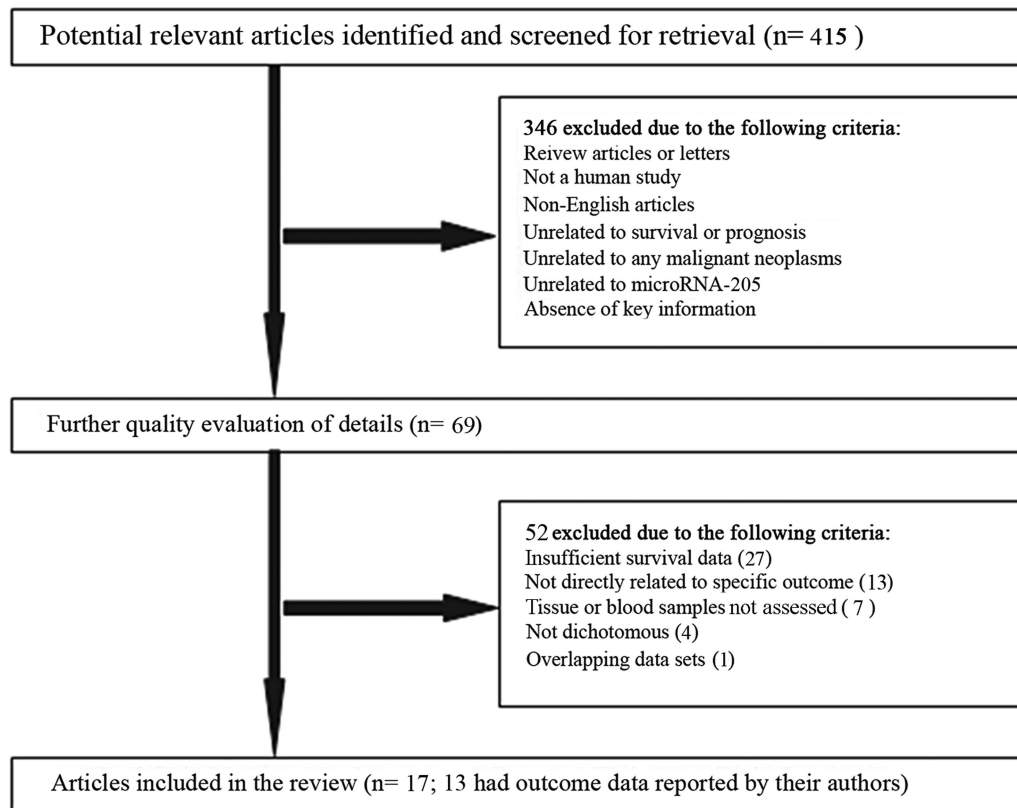 Potential relevant articles identified and screened for retrieval (n= 415 )
346 excluded due to the following criteria:
Reivew articles or letters
Not a human study
Non-English articles
Unrelated to survival or prognosis
Unrelated to any malignant neoplasms
Unrelated to microRNA-205
Absence of key information
Further quality evaluation of details (n= 69)
52 excluded due to the following criteria:
Insufficient survival data (27)
Not directly related to specific outcome (13)
Tissue or blood samples not assessed ( 7 )
Not dichotomous (4)
Overlapping data sets (1)
Articles included in the review (n= 17; 13 had outcome data reported by their authors)